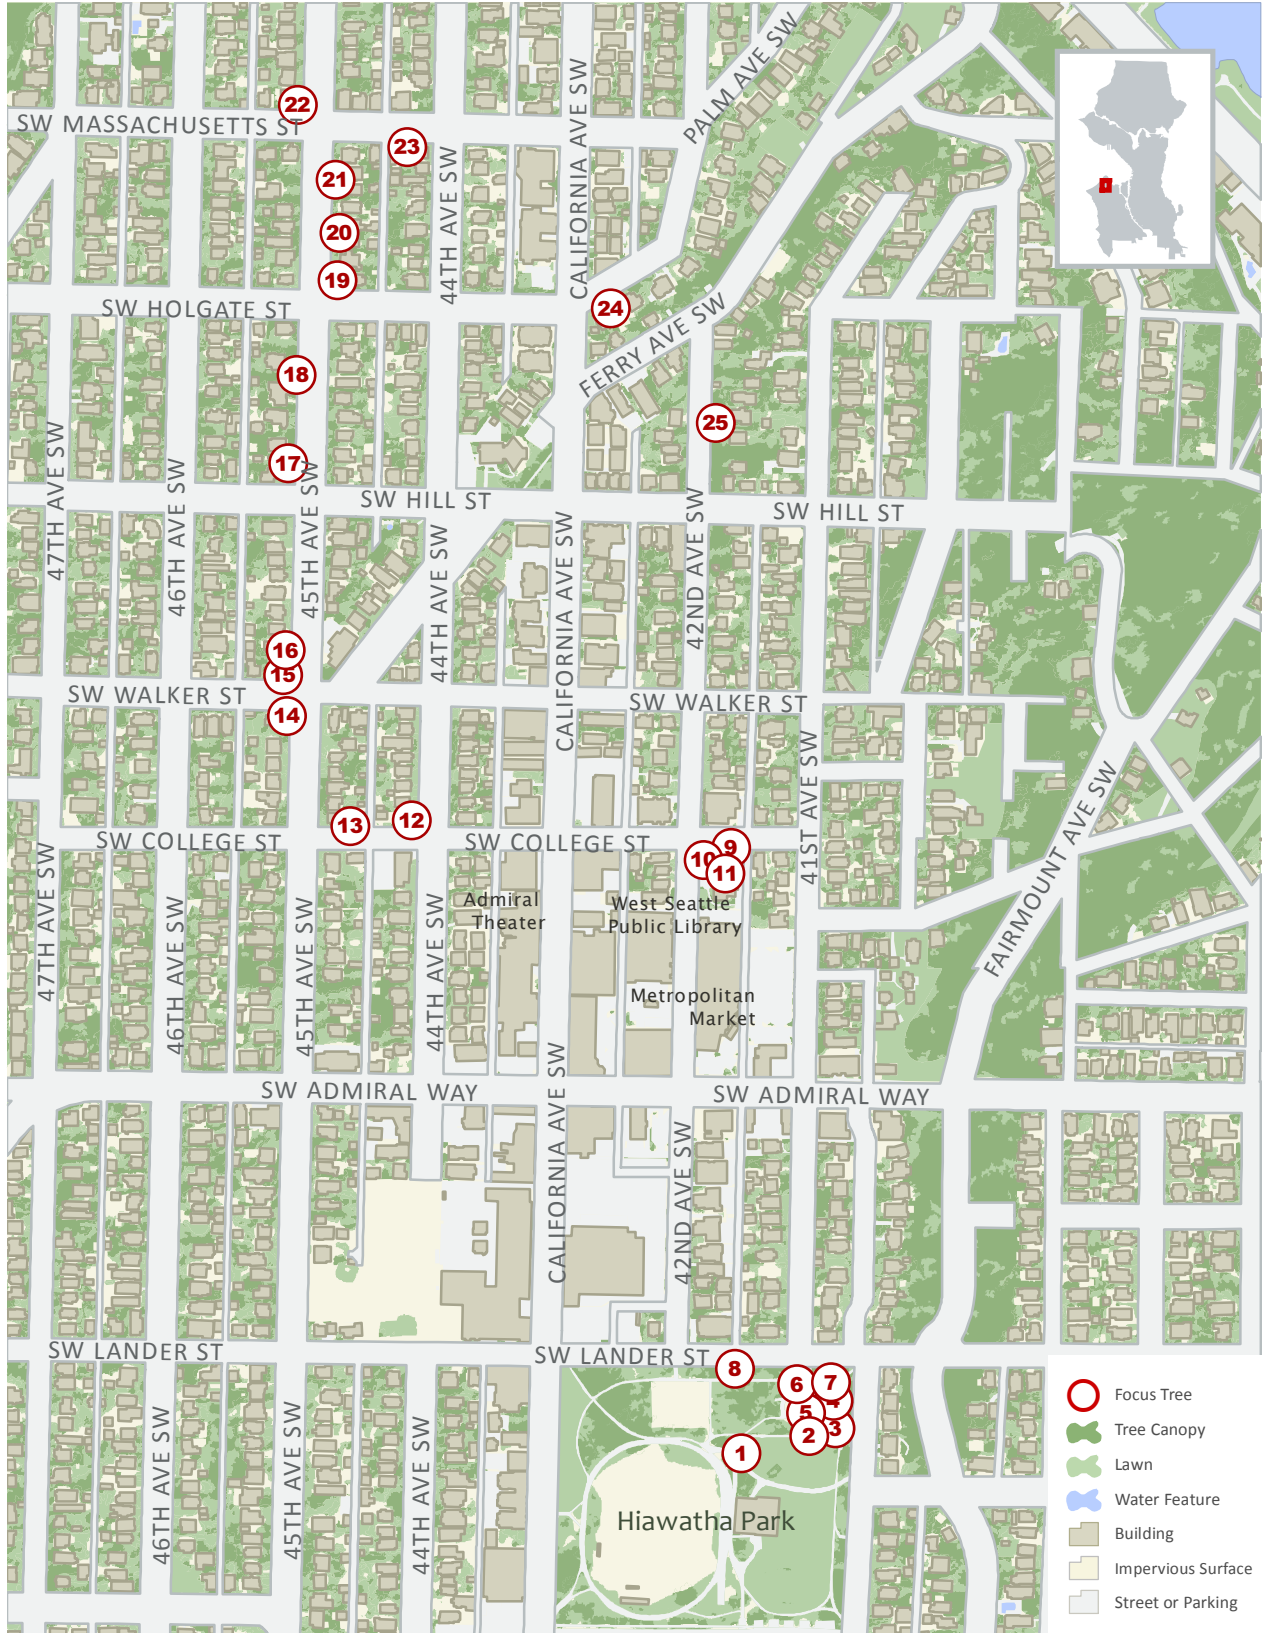 PALM AVE SW
22
SW MASSACHUSETTS ST
23
CALIFORNIA AVE SW
21
44TH AVE SW
20
19
SW HOLGATE ST
24
FERRY AVE SW
18
25
47TH AVE SW
17
46TH AVE SW
45TH AVE SW
SW HILL ST
42ND AVE SW
SW HILL ST
CALIFORNIA AVE SW
44TH AVE SW
16
15
SW WALKER ST
SW WALKER ST
14
41ST AVE SW
FAIRMOUNT AVE SW
13
12
SW COLLEGE ST
SW COLLEGE ST
9
10
11
47TH AVE SW
46TH AVE SW
45TH AVE SW
44TH AVE SW
Admiral
Theater
West Seattle
Public Library
Metropolitan
Market
CALIFORNIA AVE SW
SW ADMIRAL WAY
SW ADMIRAL WAY
42ND AVE SW
SW LANDER ST
SW LANDER ST
8
6
7
4
5
3
2
1
46TH AVE SW
45TH AVE SW
44TH AVE SW
Hiawatha Park
Focus Tree
Tree Canopy
Lawn
Water Feature
Building
Impervious Surface
Street or Parking